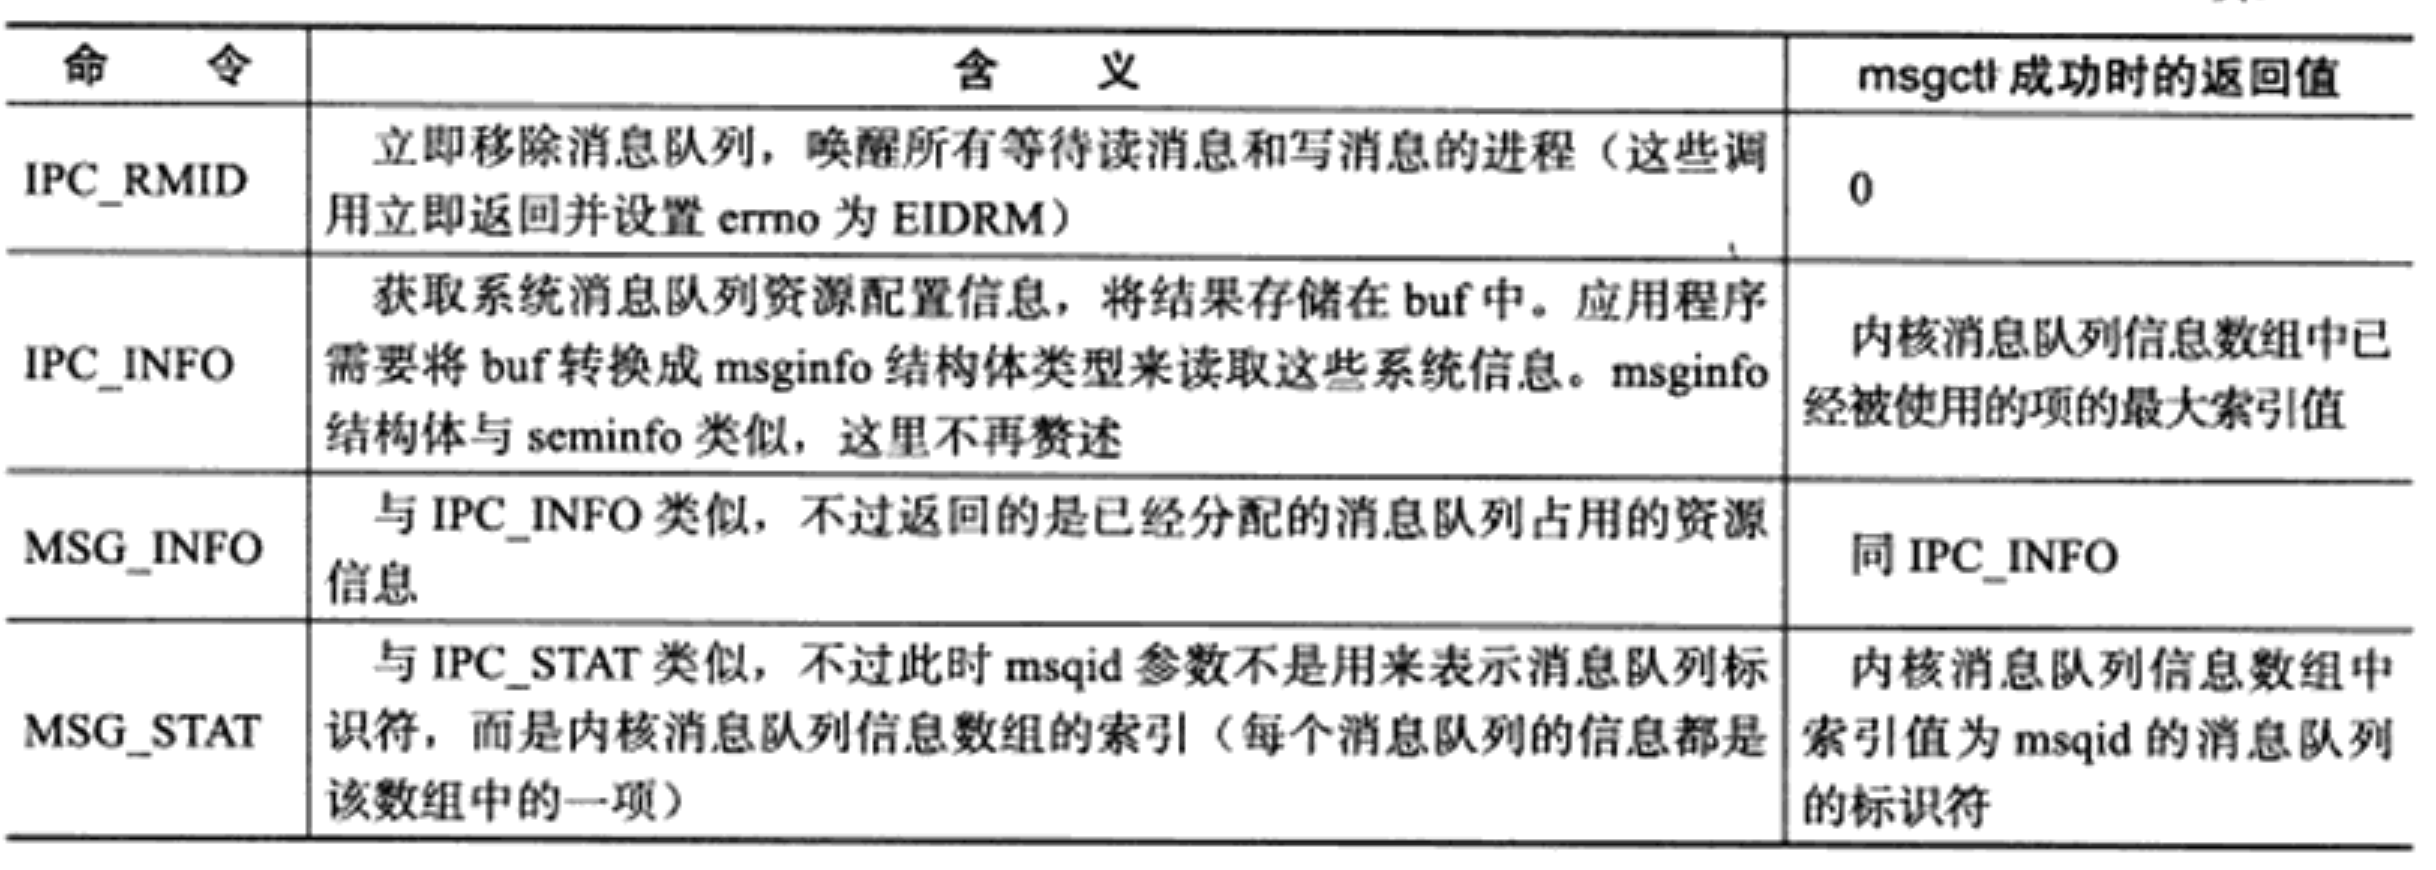 命 令 含 义 msgctl 成功时的返回值
IPC_RMID
立即移除消息队列，唤醒所有等待读消息和写消息的进程（这些调
用立即返回并设置 errno 为 EIDRM）
0
IPC_INFO
获取系统消息队列资源配置信息，将结果存储在 buf 中。应用程序
需要将 buf 转换成 msginfo 结构体类型来读取这些系统信息。msginfo
结构体与 seminfo 类似，这里不再赘述
内核消息队列信息数组中已
经被使用的项的最大索引值
MSG_INFO
与 IPC_INFO 类似，不过返回的是已经分配的消息队列占用的资源
信息
同 IPC_INFO
MSG_STAT
与 IPC_STAT 类似，不过此时 msqid 参数不是用来表示消息队列标
识符，而是内核消息队列信息数组的索引（每个消息队列的信息都是
该数组中的一项）
内核消息队列信息数组中
索引值为 msqid 的消息队列
的标识符